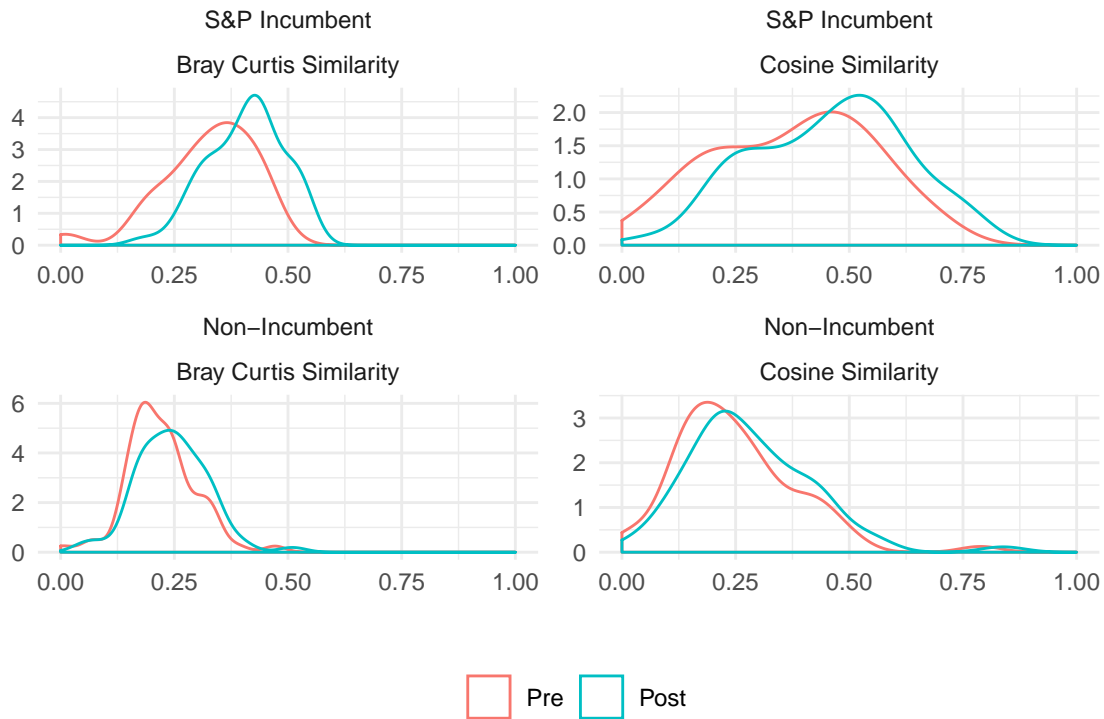 S&P Incumbent
Bray Curtis Similarity
4
3
2
1
0
0.00 0.25 0.50 0.75 1.00
S&P Incumbent
Cosine Similarity
2.0
1.5
1.0
0.5
0.0
0.00 0.25 0.50 0.75 1.00
Non−Incumbent
Bray Curtis Similarity
6
4
2
0
0.00 0.25 0.50 0.75 1.00
Non−Incumbent
Cosine Similarity
3
2
1
0
0.00 0.25 0.50 0.75 1.00
Pre Post